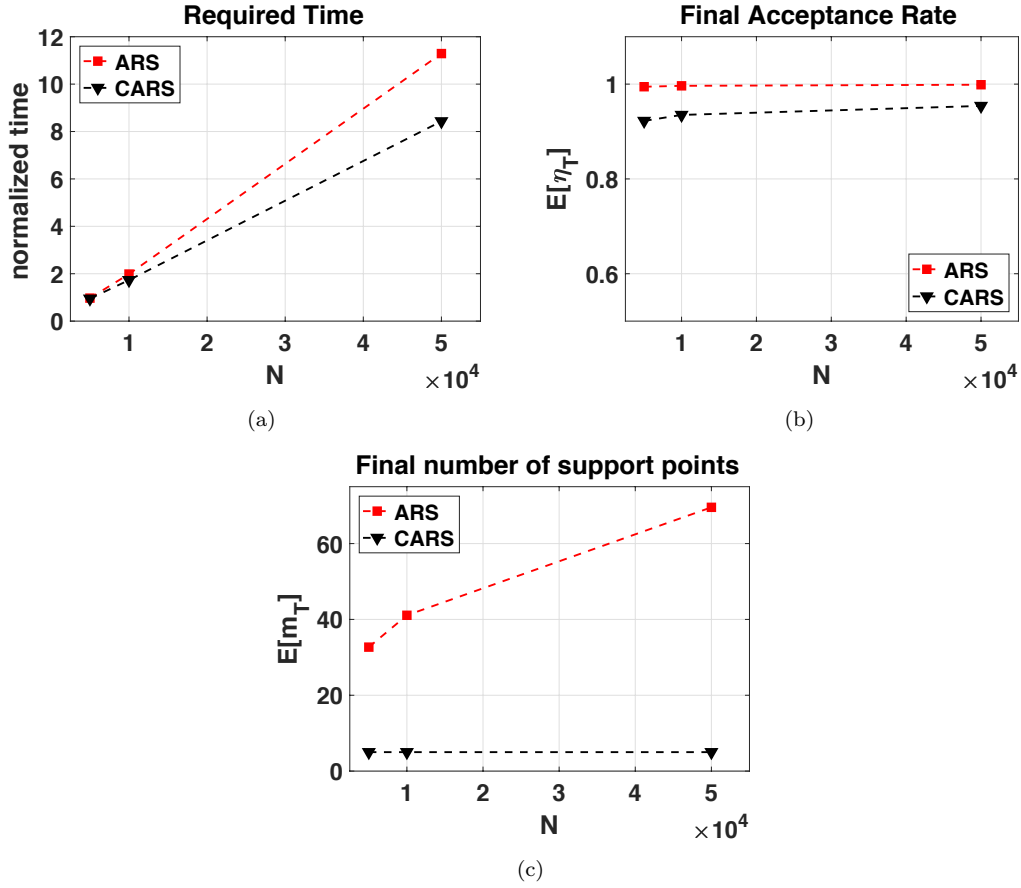 Required Time
normalized time
12
10
8
6
4
2
0
ARS
CARS
1 2 3 4 5
N
×10^4
(a)
Final Acceptance Rate
E[η_T]
1
0.8
0.6
ARS
CARS
1 2 3 4 5
N
×10^4
(b)
Final number of support points
E[m_T]
60
40
20
0
ARS
CARS
1 2 3 4 5
N
×10^4
(c)